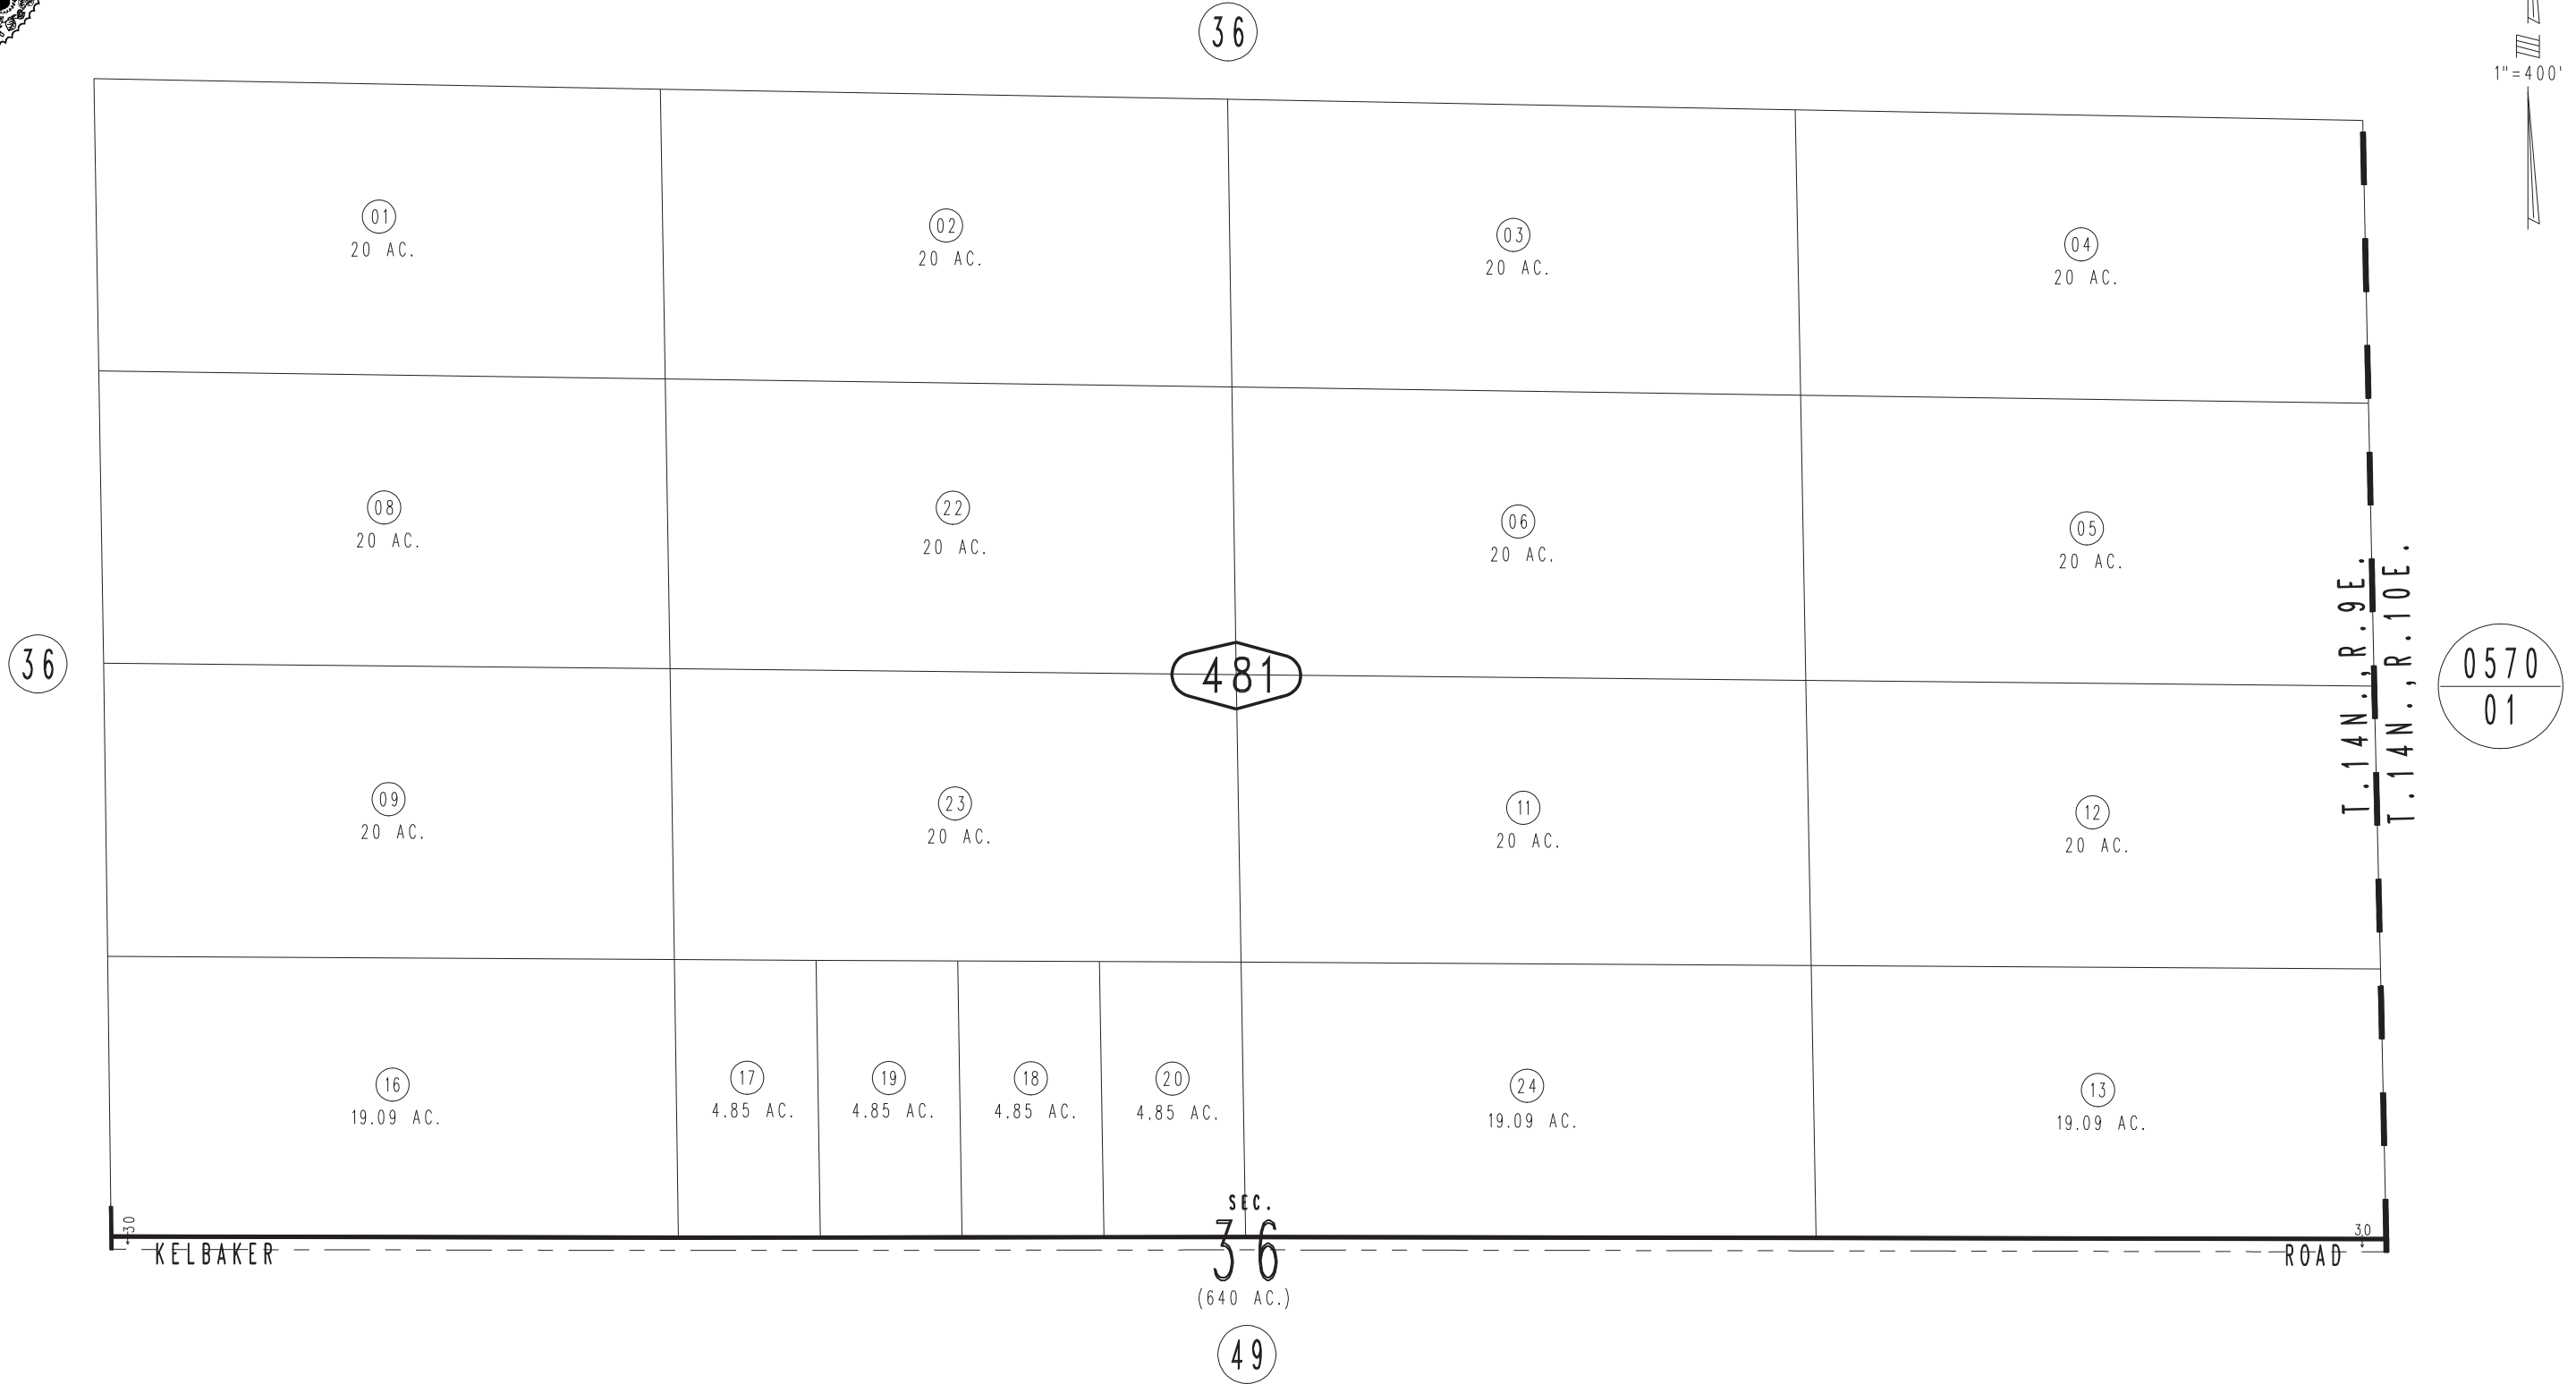 36
1"=400'
01
20 AC.
02
20 AC.
03
20 AC.
04
20 AC.
08
20 AC.
22
20 AC.
06
20 AC.
05
20 AC.
T.14N., R.9E.
T.14N., R.10E.
36
481
0570
01
09
20 AC.
23
20 AC.
11
20 AC.
12
20 AC.
16
19.09 AC.
17
4.85 AC.
19
4.85 AC.
18
4.85 AC.
20
4.85 AC.
24
19.09 AC.
13
19.09 AC.
30
KELBAKER
SEC.
36
(640 AC.)
30
ROAD
49